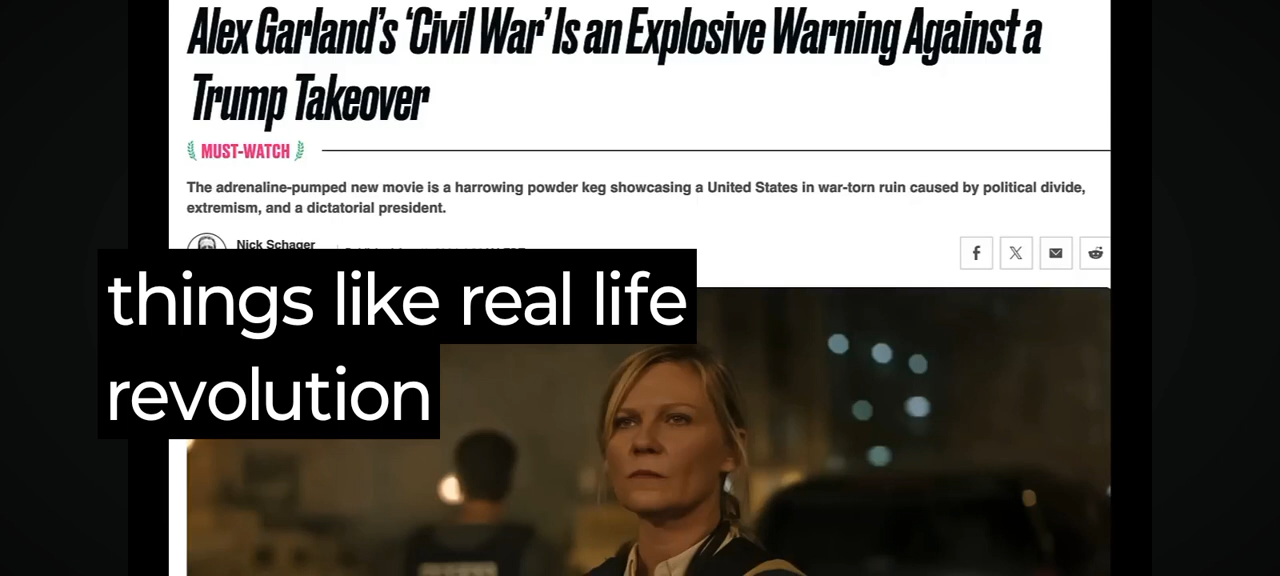 Alex Garland's 'Civil War' Is an Explosive Warning Against a
Trump Takeover
MUST-WATCH
The adrenaline-pumped new movie is a harrowing powder keg showcasing a United States in war-torn ruin caused by political divide,
extremism, and a dictatorial president.
Nick Schager
things like real life
revolution